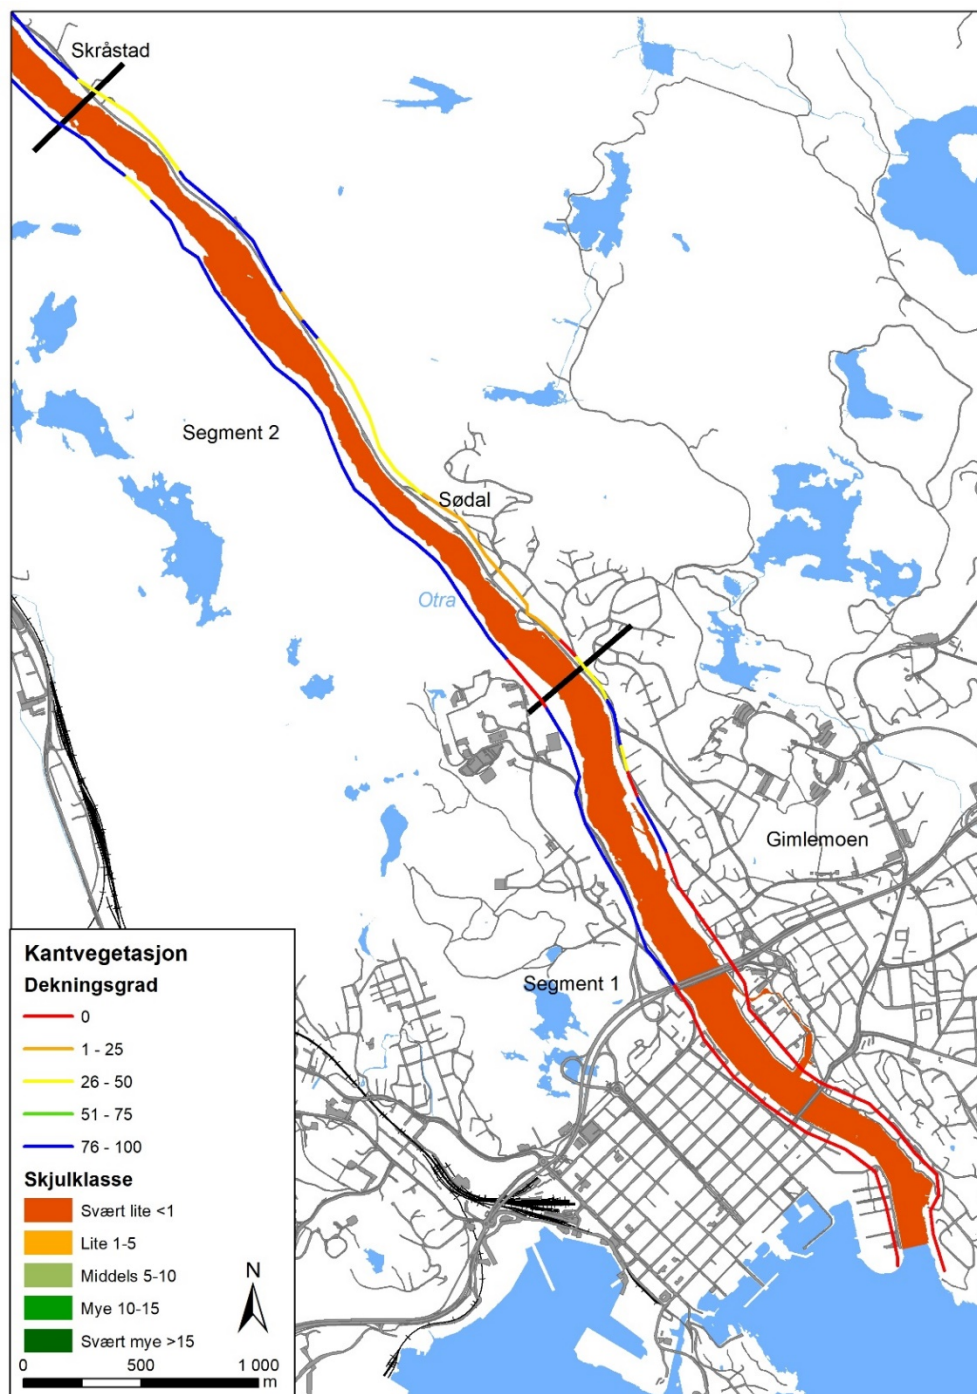 Skråstad
Segment 2
Sødal
Otra
Gimlemoen
Segment 1
Kantvegetasjon
Dekningsgrad
0
1 - 25
26 - 50
51 - 75
76 - 100
Skjulklasse
Svært lite <1
Lite 1-5
Middels 5-10
Mye 10-15
Svært mye >15
N
0 500 1 000
m